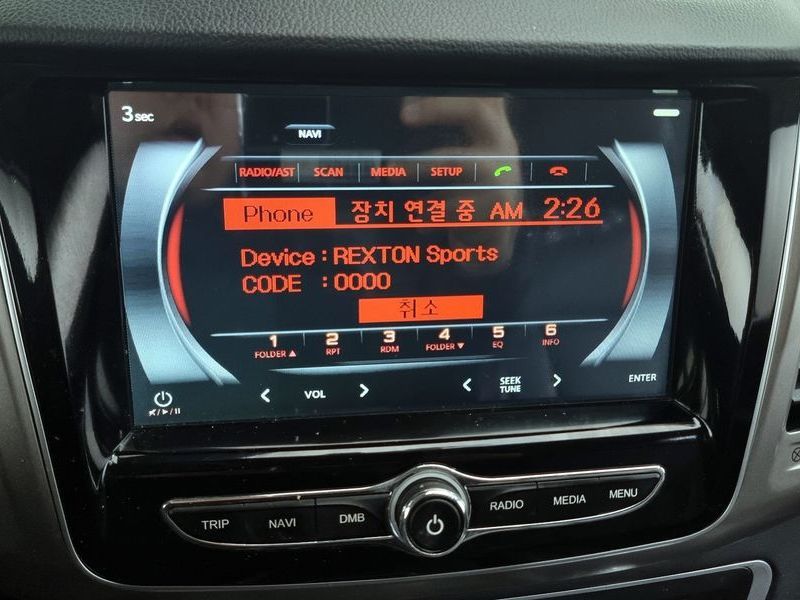 3 sec
NAVI
RADIO/AST SCAN MEDIA SETUP
Phone 장치 연결 중 AM 2:26
Device : REXTON Sports
CODE : 0000
취소
1 2 3 4 5 6
FOLDER ▲ RPT RDM FOLDER ▼ EQ INFO
< VOL > < SEEK TUNE > ENTER
TRIP NAVI DMB RADIO MEDIA MENU